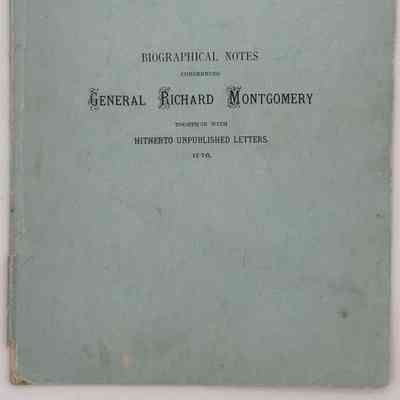 BIOGRAPHICAL NOTES
CONCERNING
GENERAL RICHARD MONTGOMERY
TOGETHER WITH
HITHERTO UNPUBLISHED LETTERS.
1876.